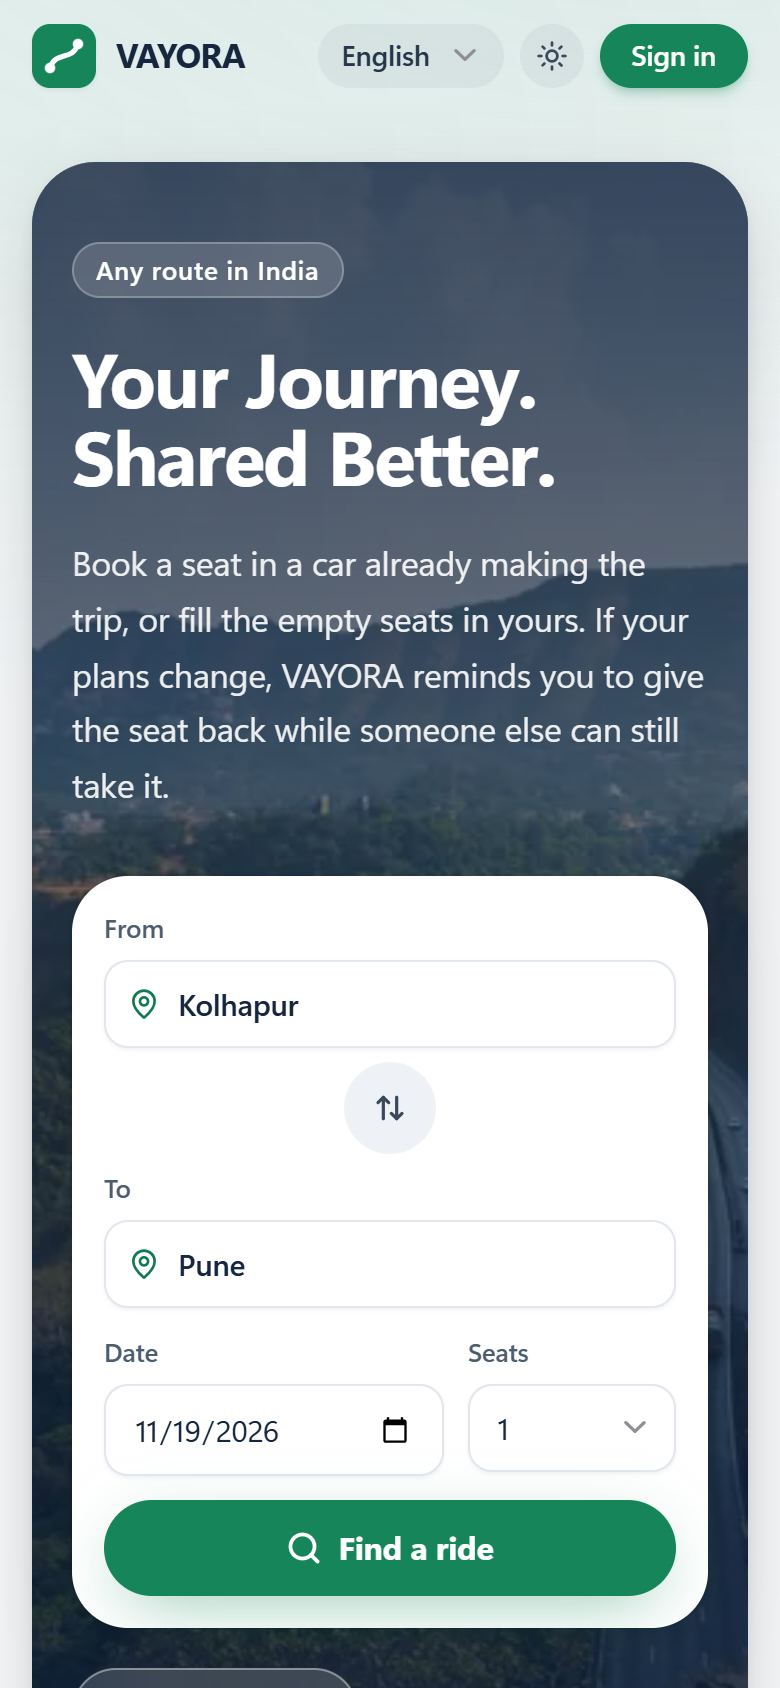 VAYORA
English
Sign in
Any route in India
Your Journey.
Shared Better.
Book a seat in a car already making the
trip, or fill the empty seats in yours. If your
plans change, VAYORA reminds you to give
the seat back while someone else can still
take it.
From
Kolhapur
To
Pune
Date
Seats
11/19/2026
1
Find a ride